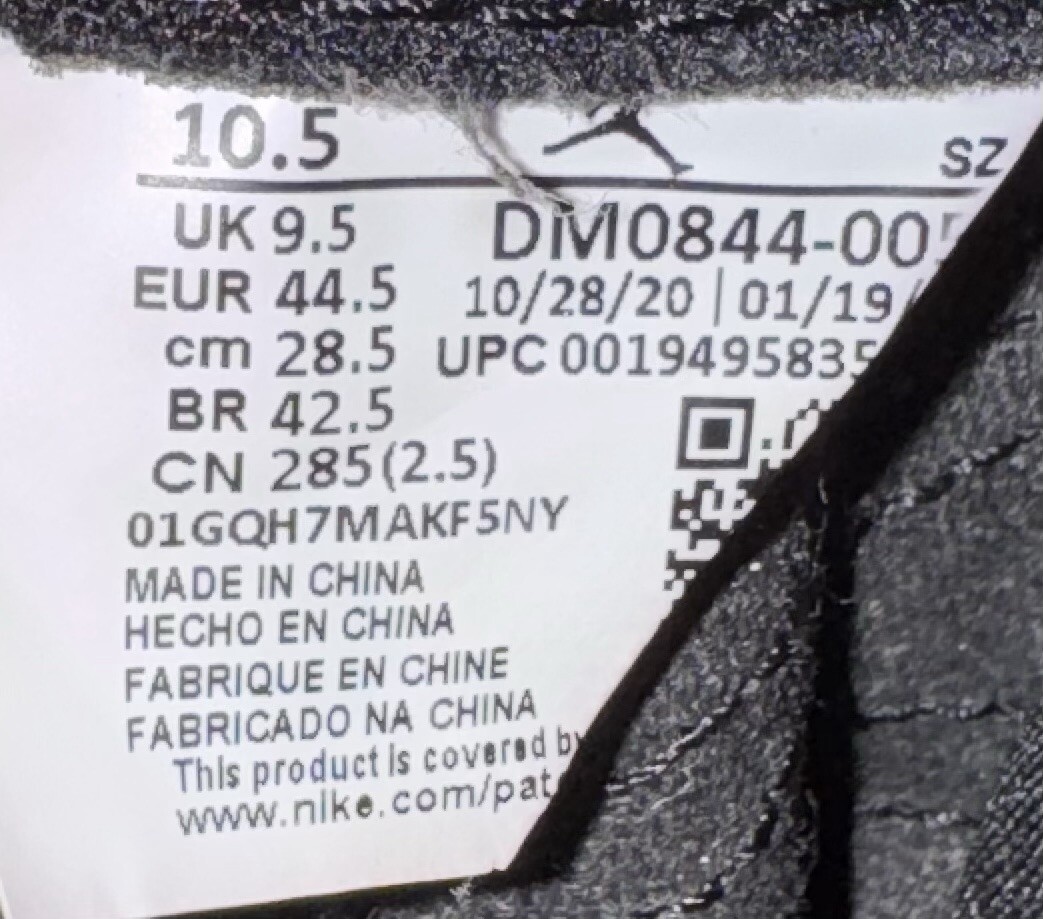 10.5 SZ
UK 9.5 DM0844-00
EUR 44.5 10/28/20 | 01/19/
cm 28.5 UPC 0019495835
BR 42.5
CN 285(2.5)
01GQH7MAKF5NY
MADE IN CHINA
HECHO EN CHINA
FABRIQUE EN CHINE
FABRICADO NA CHINA
This product is covered by
www.nike.com/pat